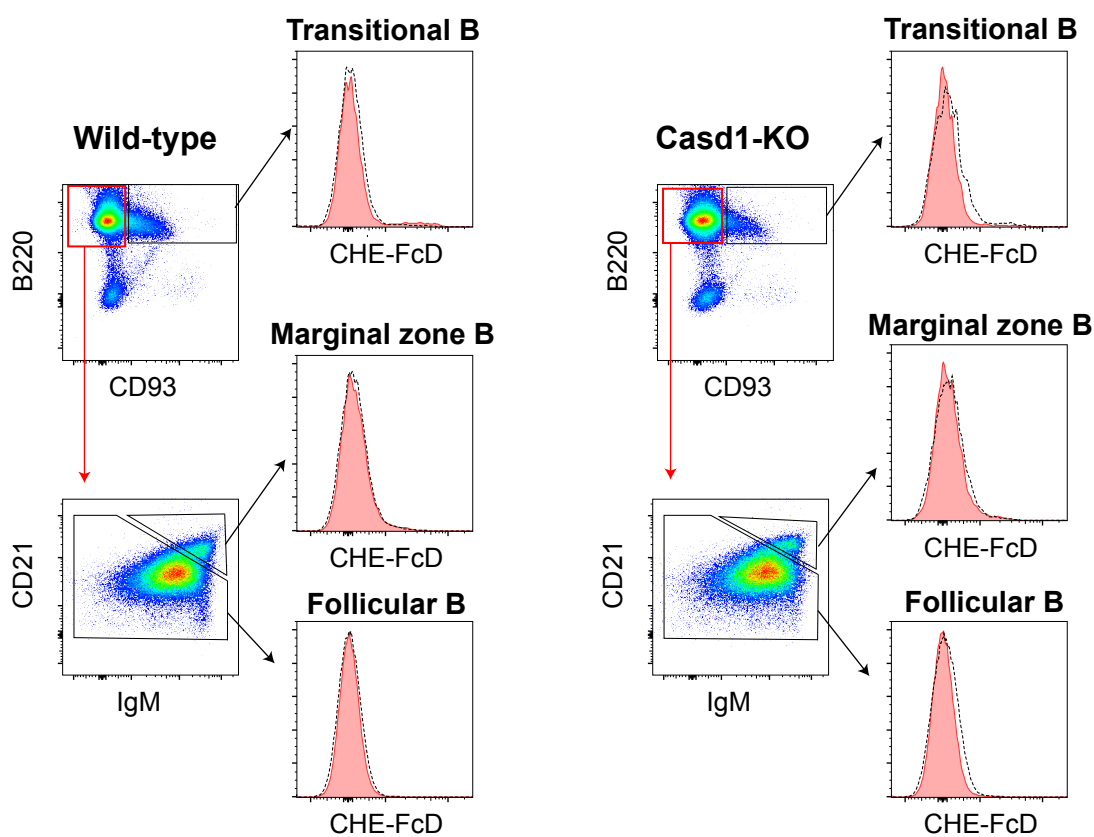 Transitional B
Wild-type
B220
CHE-FcD
CD93
Marginal zone B
CHE-FcD
CD21
Follicular B
IgM
CHE-FcD
Transitional B
Casd1-KO
B220
CHE-FcD
CD93
Marginal zone B
CHE-FcD
CD21
Follicular B
IgM
CHE-FcD